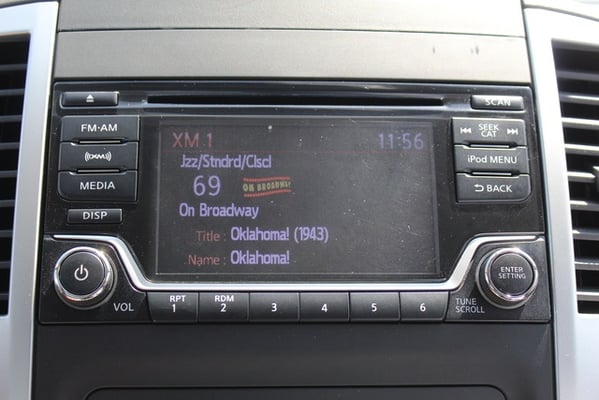 SCAN
FM·AM
XM 1
11:56
SEEK
CAT
Jzz/Stndrd/Clscl
(XM)
iPod MENU
69
ON BROADWAY
MEDIA
BACK
On Broadway
DISP
Title : Oklahoma! (1943)
Name : Oklahoma!
ENTER
SETTING
VOL
RPT
1
RDM
2
3
4
5
6
TUNE
SCROLL